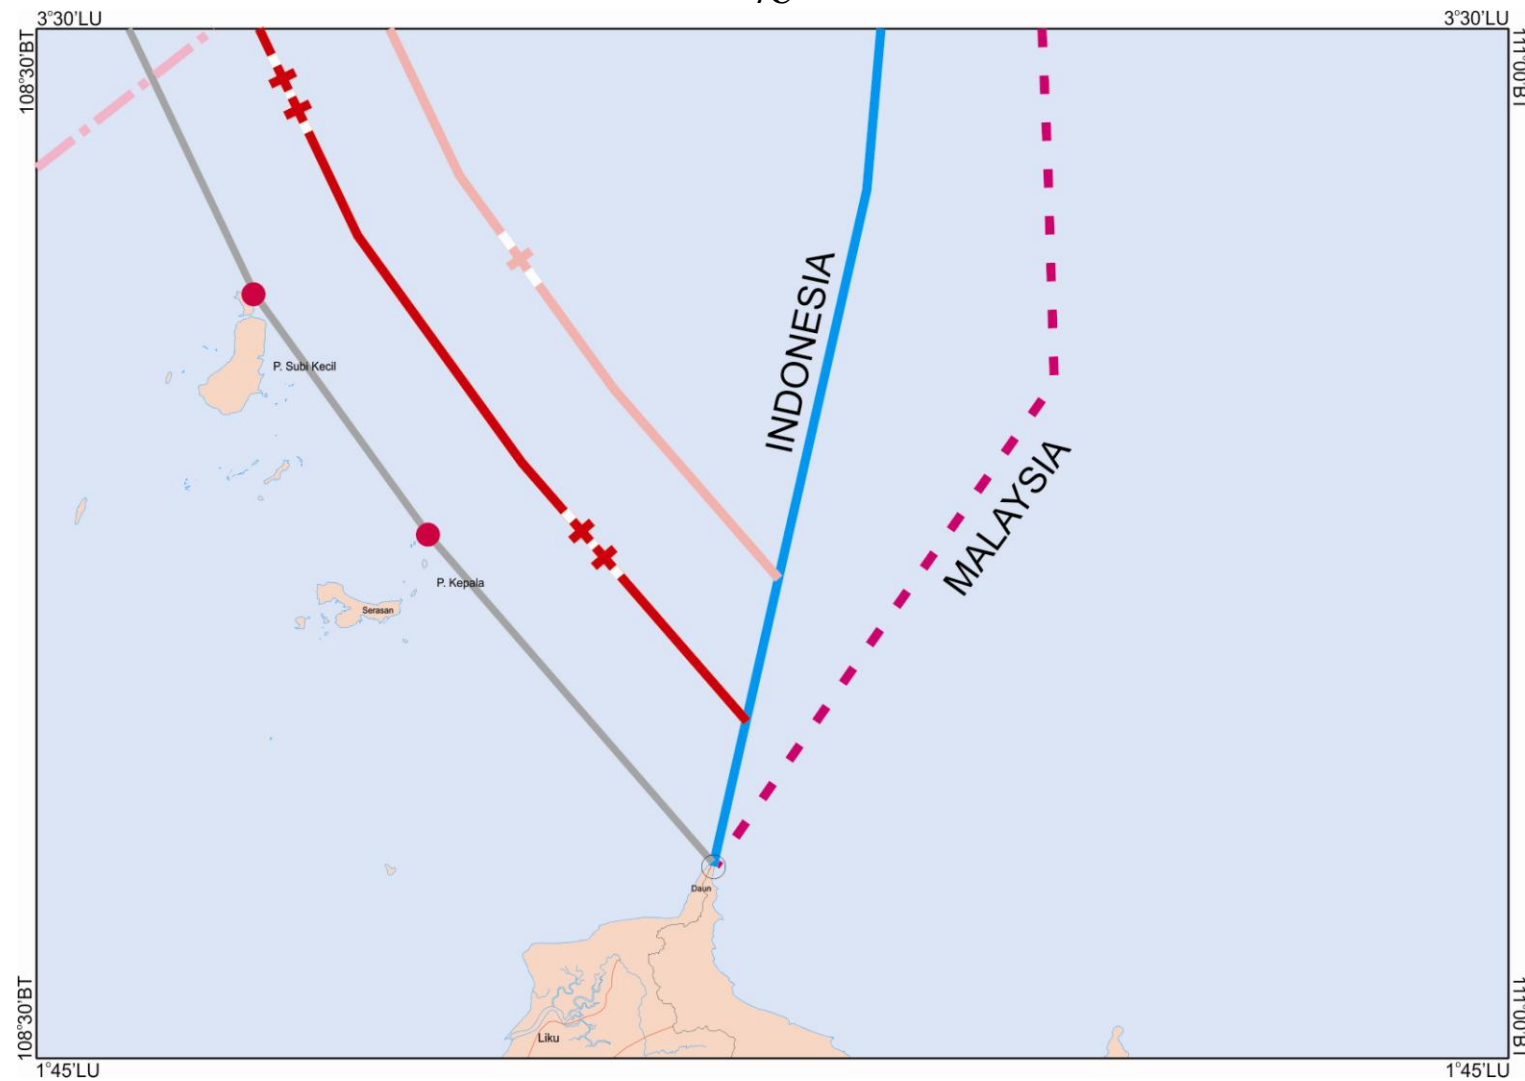 3°30'LU
3°30'LU
108°30'BT
111°00'BT
INDONESIA
P. Subi Kecil
MALAYSIA
P. Kepala
Serasan
Daun
108°30'BT
111°00'BT
Liku
1°45'LU
1°45'LU